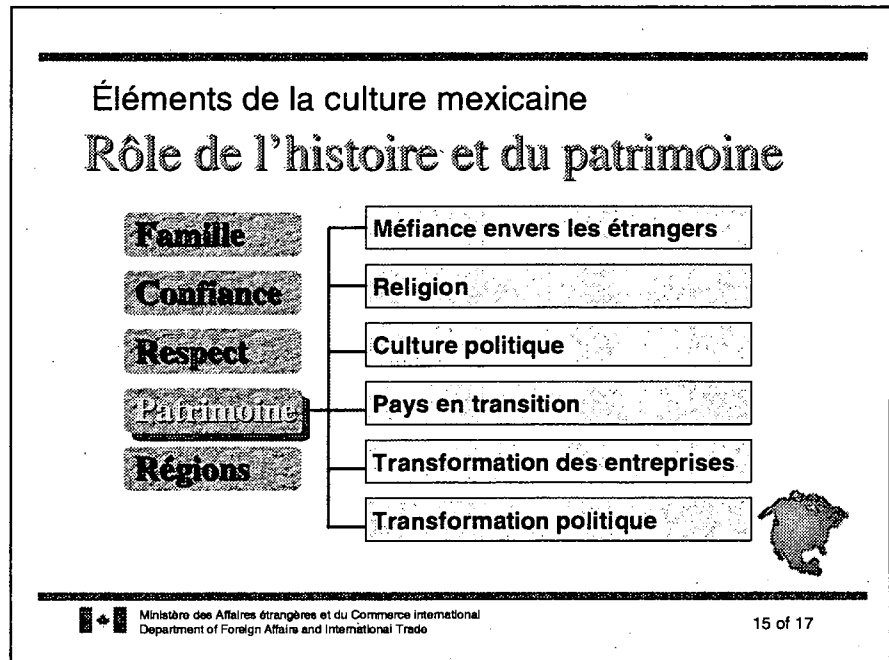 Éléments de la culture mexicaine
Rôle de l'histoire et du patrimoine
Famille
Confiance
Respect
Patrimoine
Régions
Méfiance envers les étrangers
Religion
Culture politique
Pays en transition
Transformation des entreprises
Transformation politique
Ministère des Affaires étrangères et du Commerce international
Department of Foreign Affairs and International Trade
15 of 17